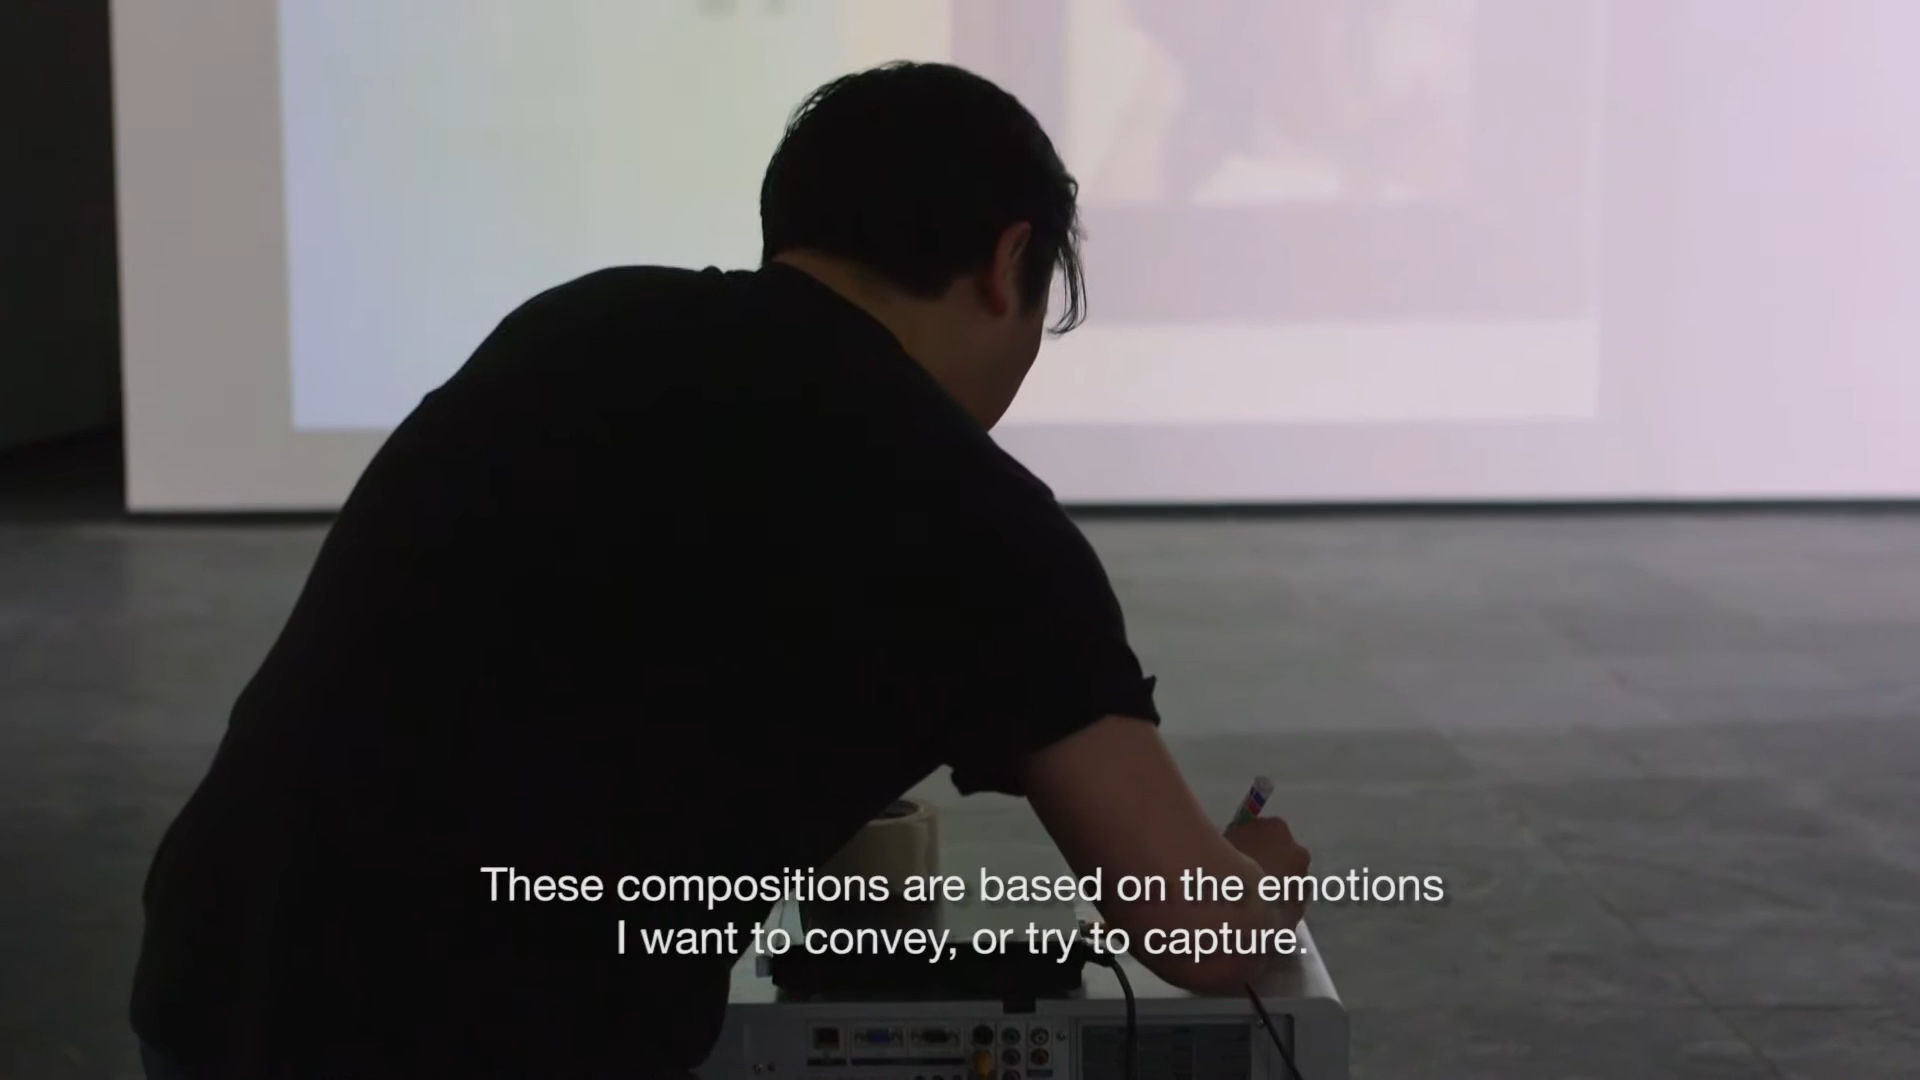 These compositions are based on the emotions
I want to convey, or try to capture.